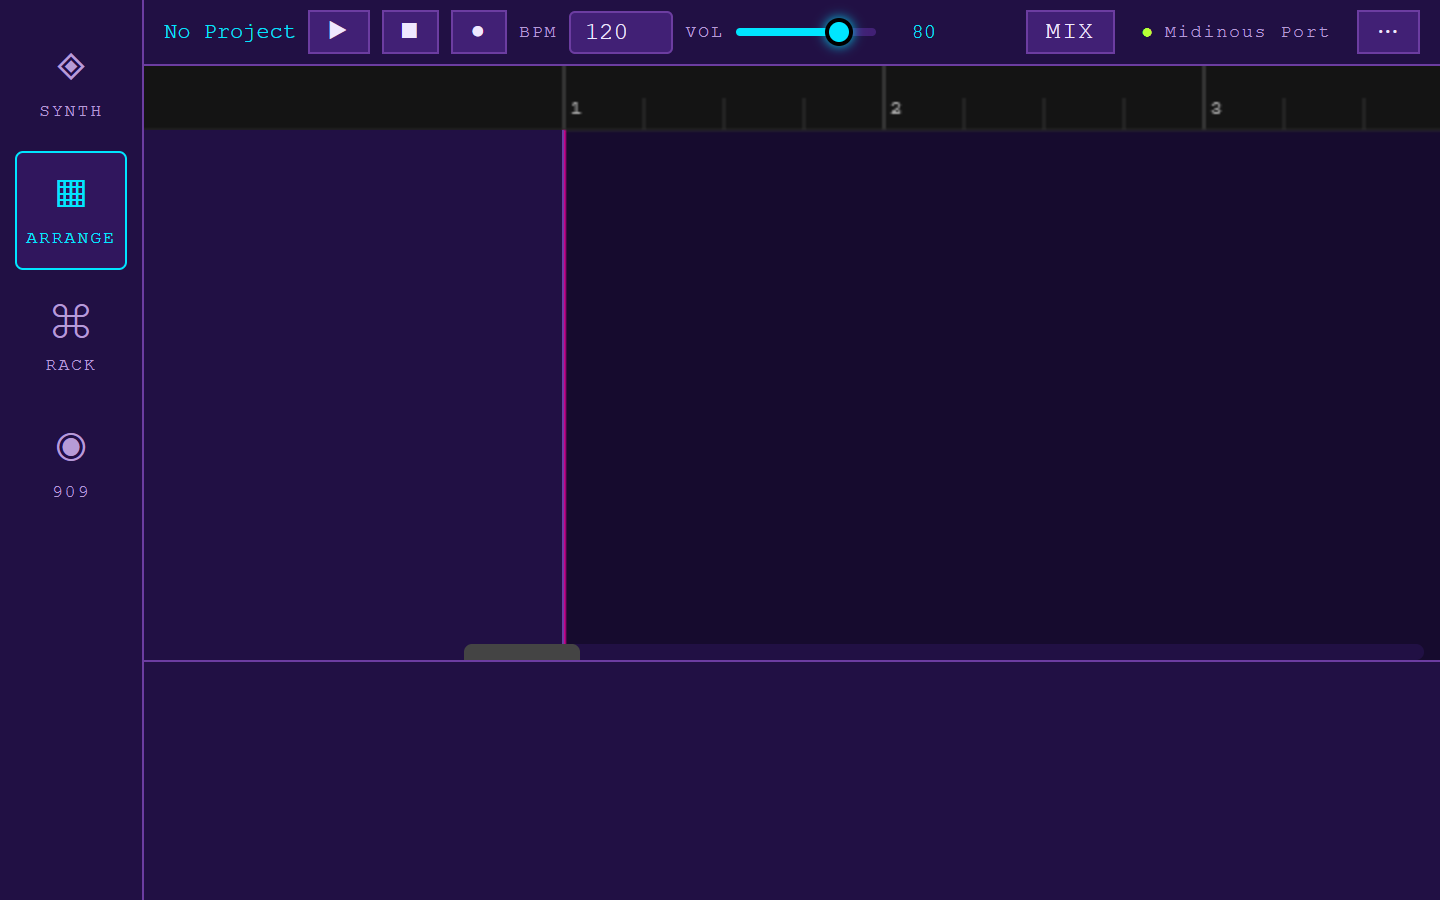 No Project
BPM
120
VOL
80
MIX
Midinous Port
...
SYNTH
ARRANGE
RACK
909
1
2
3